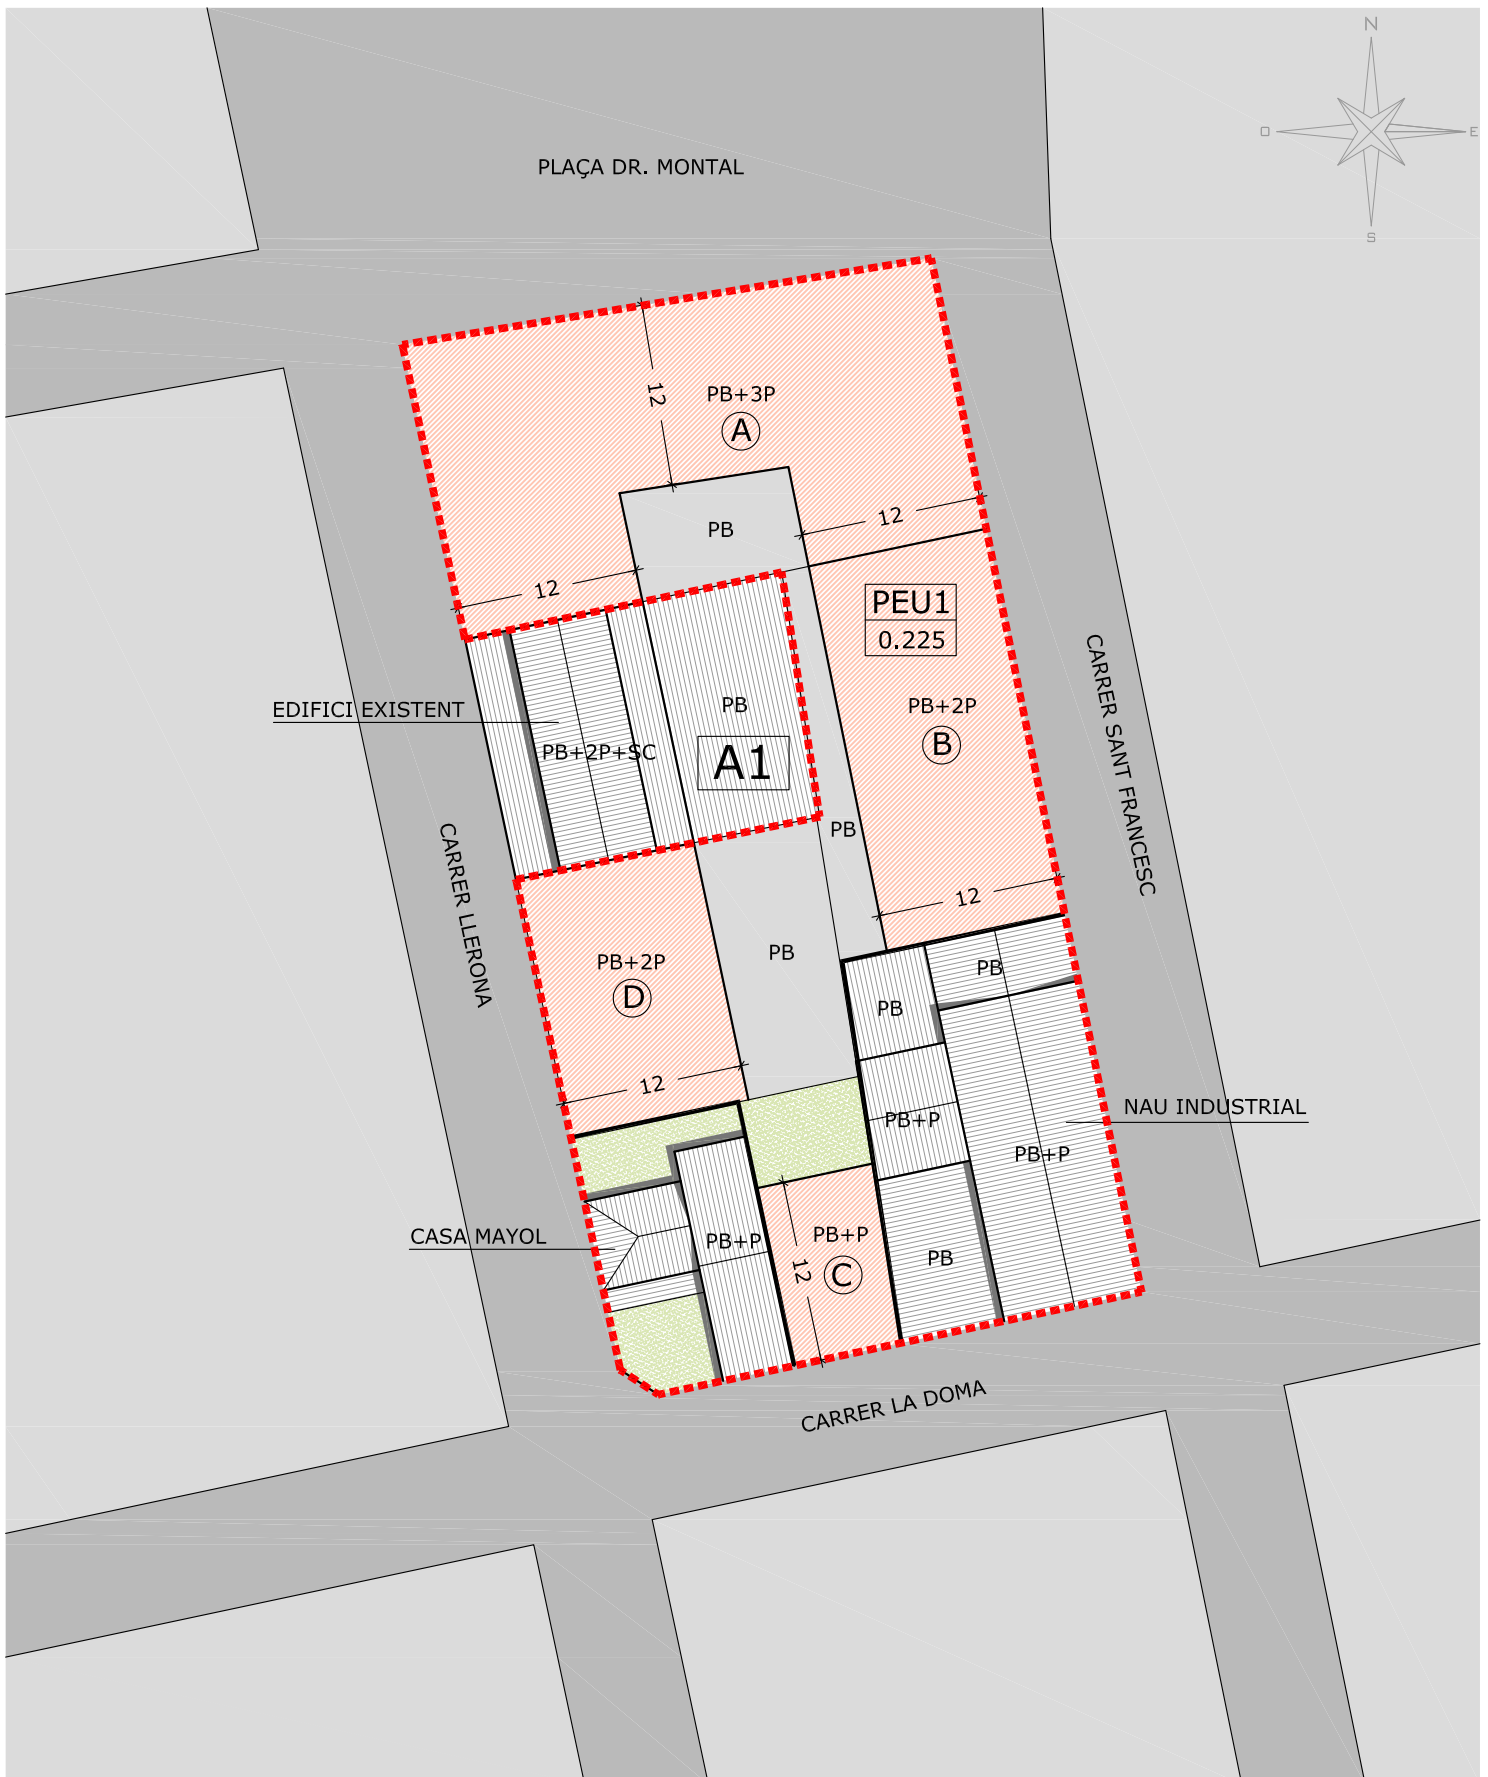 N
O
E
S
PLAÇA DR. MONTAL
12
PB+3P
A
12
PB
12
PEU1
0.225
CARRER SANT FRANCESC
EDIFICI EXISTENT
PB
PB+2P
B
PB+2P+SC
A1
CARRER LLERONA
PB
12
PB
PB+2P
D
PB
PB
12
NAU INDUSTRIAL
PB+P
PB+P
CASA MAYOL
PB+P
PB+P
C
12
PB
CARRER LA DOMA